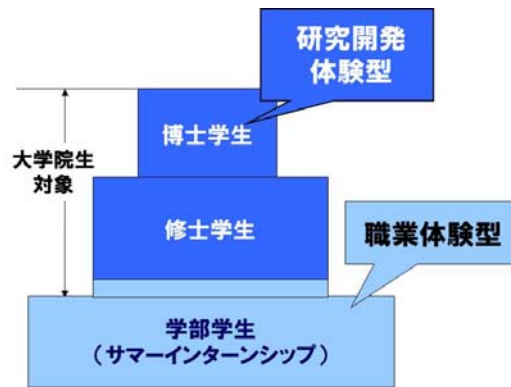 研究開発
体験型
博士学生
大学院生
対象
修士学生
職業体験型
学部学生
（サマーインターンシップ）